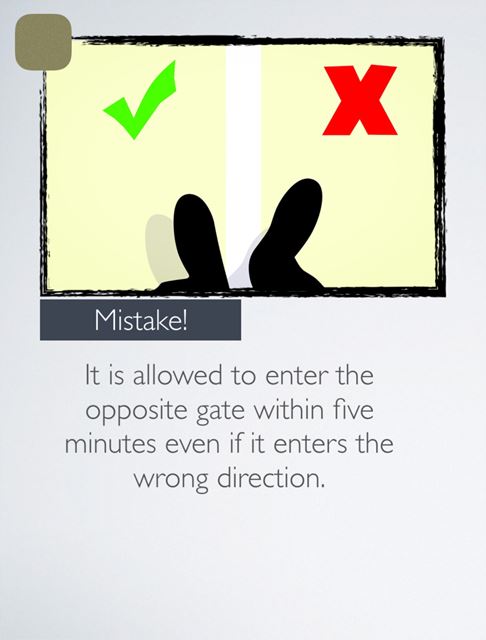 Mistake!
It is allowed to enter the
opposite gate within five
minutes even if it enters the
wrong direction.